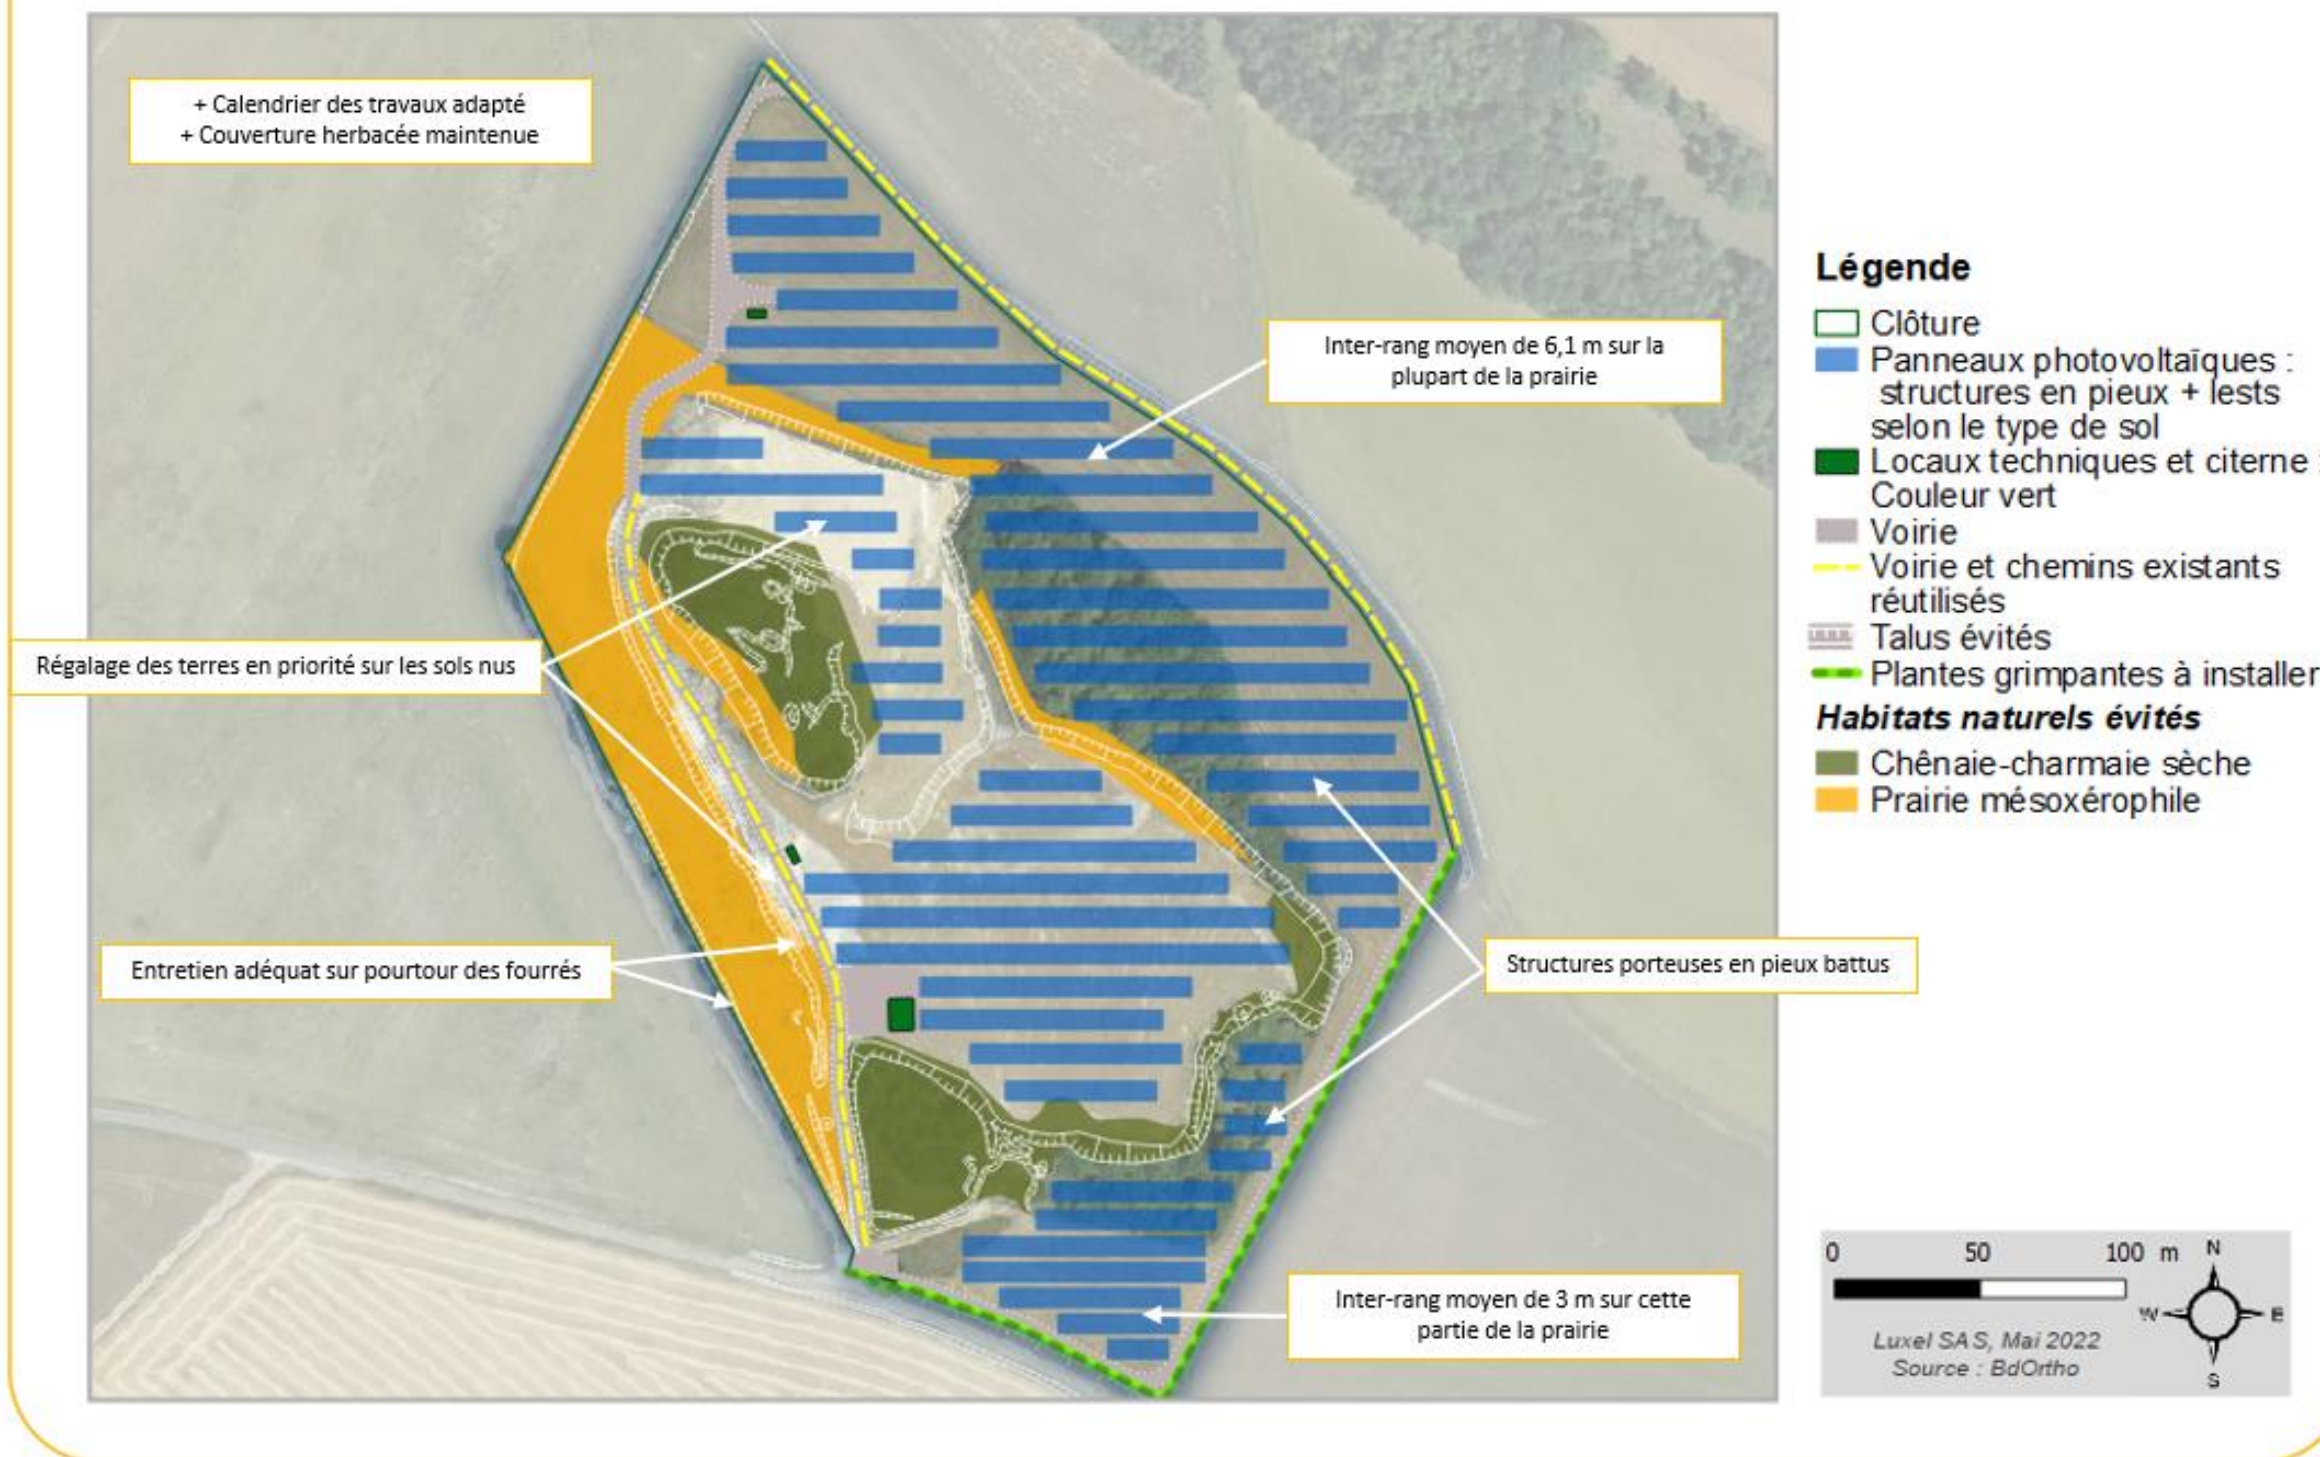 + Calendrier des travaux adapté
+ Couverture herbacée maintenue
Inter-rang moyen de 6,1 m sur la
plupart de la prairie
Régalage des terres en priorité sur les sols nus
Entretien adéquat sur pourtour des fourrés
Structures porteuses en pieux battus
Inter-rang moyen de 3 m sur cette
partie de la prairie
Légende
Clôture
Panneaux photovoltaïques :
structures en pieux + lests
selon le type de sol
Locaux techniques et citerne :
Couleur vert
Voirie
Voirie et chemins existants
réutilisés
Talus évités
Plantes grimpantes à installer
Habitats naturels évités
Chênaie-charmaie sèche
Prairie mésoxérophile
0 50 100 m
N
W E
S
Luxel SAS, Mai 2022
Source : BdOrtho